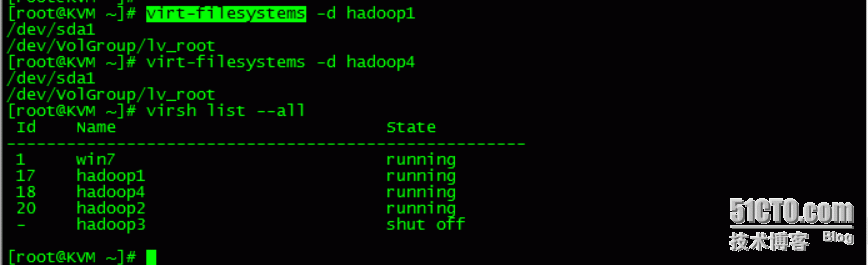 [root@KVM ~]# virt-filesystems -d hadoop1
/dev/sda1
/dev/VolGroup/lv_root
[root@KVM ~]# virt-filesystems -d hadoop4
/dev/sda1
/dev/VolGroup/lv_root
[root@KVM ~]# virsh list --all
 Id    Name                           State
----------------------------------------------------
 1     win7                           running
 17    hadoop1                        running
 18    hadoop4                        running
 20    hadoop2                        running
 -     hadoop3                        shut off
[root@KVM ~]#
51CTO.com
技术博客 Blog